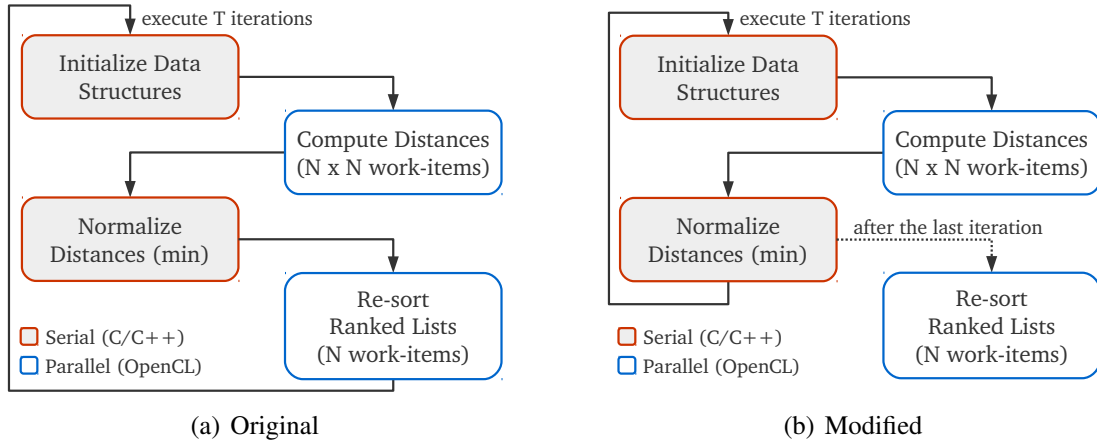 execute T iterations
Initialize Data
Structures
Compute Distances
(N x N work-items)
Normalize
Distances (min)
Re-sort
Ranked Lists
(N work-items)
Serial (C/C++)
Parallel (OpenCL)
(a) Original
execute T iterations
Initialize Data
Structures
Compute Distances
(N x N work-items)
Normalize
Distances (min)
after the last iteration
Re-sort
Ranked Lists
(N work-items)
Serial (C/C++)
Parallel (OpenCL)
(b) Modified